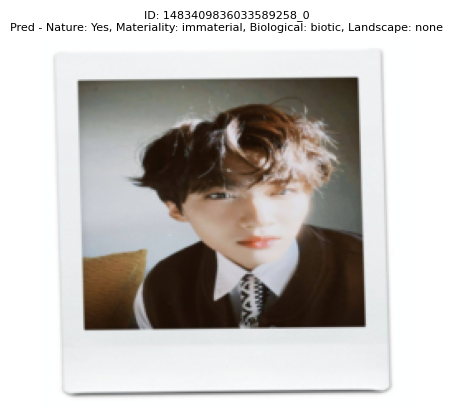 ID: 1483409836033589258_0
Pred - Nature: Yes, Materiality: immaterial, Biological: biotic, Landscape: none